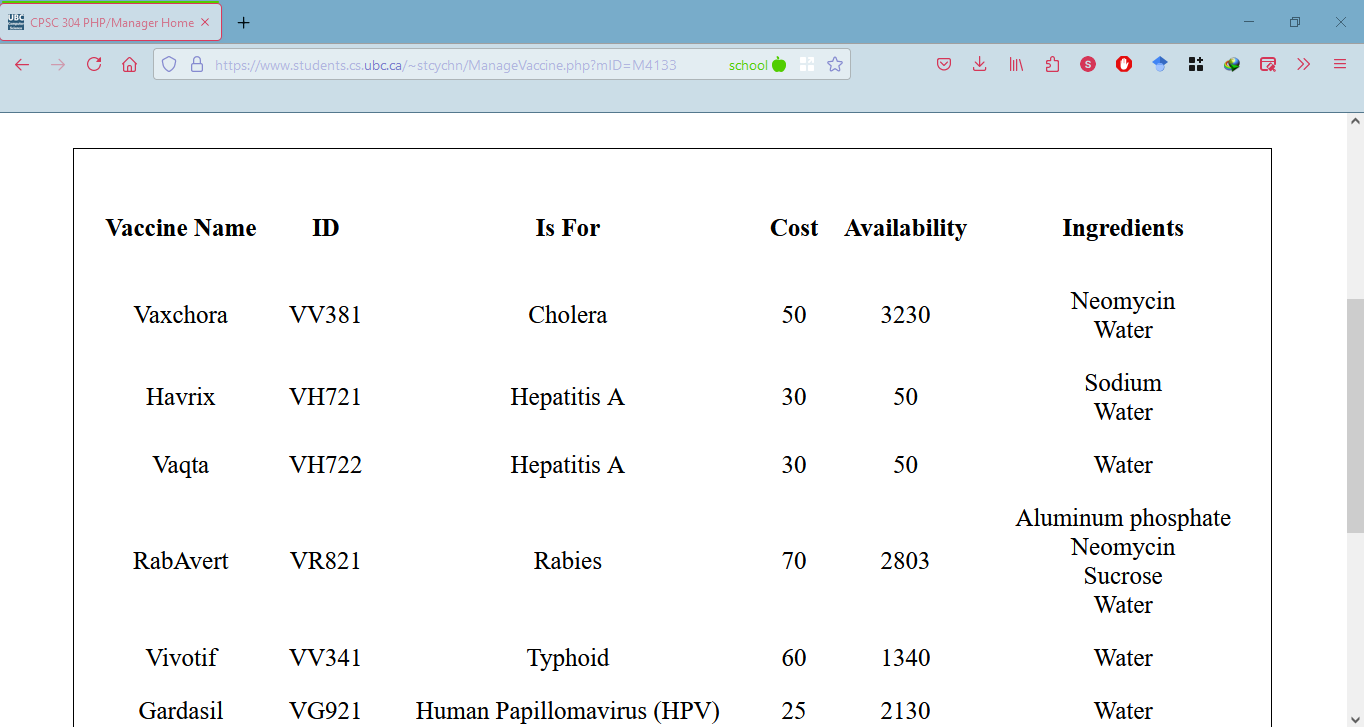 UBC
CPSC 304 PHP/Manager Home
https://www.students.cs.ubc.ca/~stcychn/ManageVaccine.php?mID=M4133 school
S
Vaccine Name ID Is For Cost Availability Ingredients
Vaxchora VV381 Cholera 50 3230 Neomycin
Water
Havrix VH721 Hepatitis A 30 50 Sodium
Water
Vaqta VH722 Hepatitis A 30 50 Water
RabAvert VR821 Rabies 70 2803 Aluminum phosphate
Neomycin
Sucrose
Water
Vivotif VV341 Typhoid 60 1340 Water
Gardasil VG921 Human Papillomavirus (HPV) 25 2130 Water